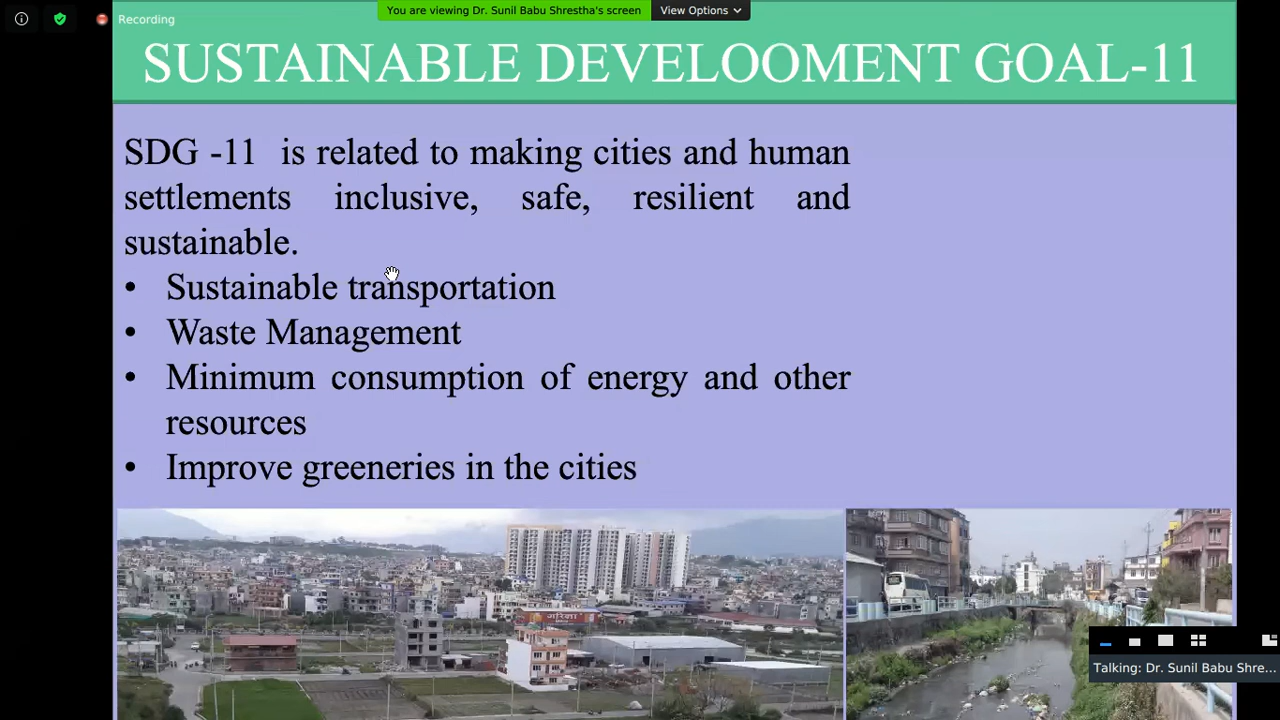 Recording
You are viewing Dr. Sunil Babu Shrestha's screen
View Options
SUSTAINABLE DEVELOOMENT GOAL-11
SDG -11 is related to making cities and human
settlements inclusive, safe, resilient and
sustainable.
• Sustainable transportation
• Waste Management
• Minimum consumption of energy and other
resources
• Improve greeneries in the cities
Talking: Dr. Sunil Babu Shre...